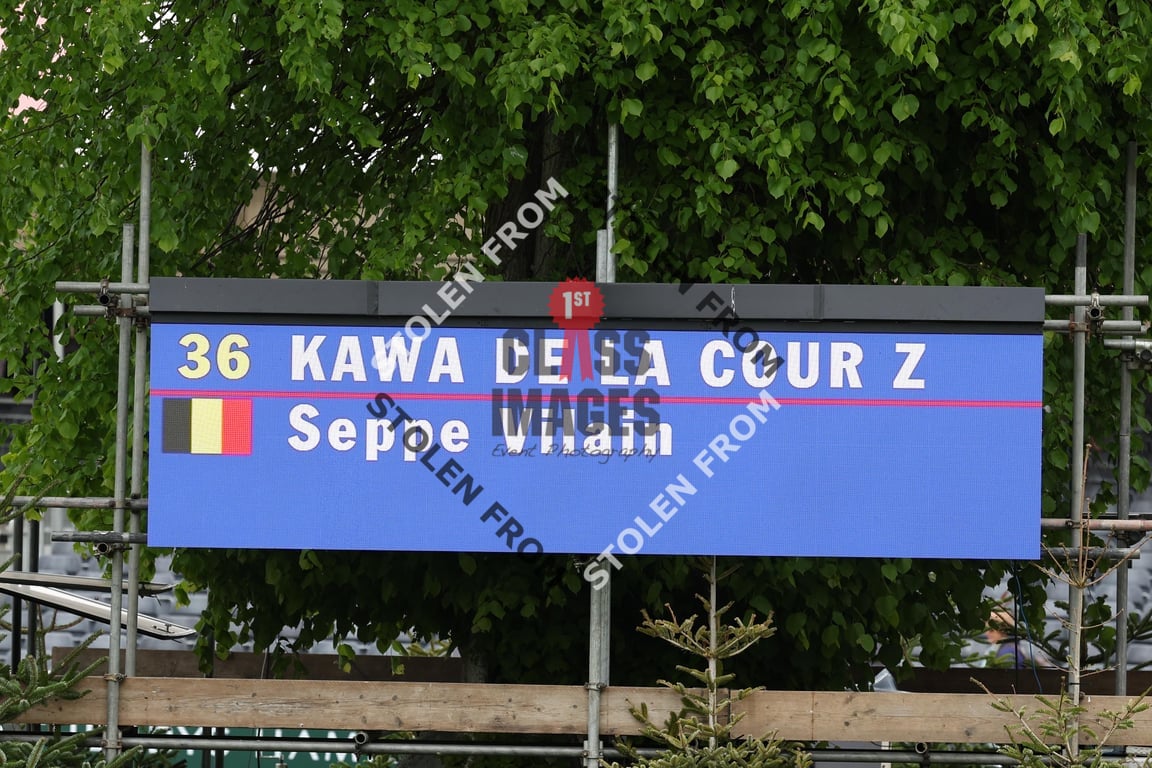 36 KAWA DE LA COUR Z
Seppe Vilain
1ST
CLASS
IMAGES
Event Photography
STOLEN FROM
STOLEN FROM
STOLEN FROM
STOLEN FROM